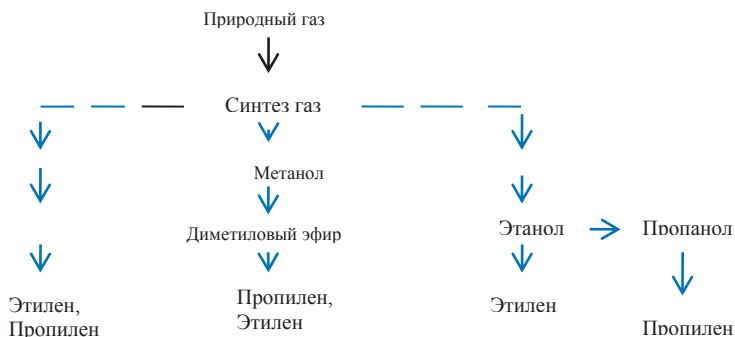 Природный газ
Синтез газ
Метанол
Диметиловый эфир
Этанол
Пропанол
Этилен,
Пропилен
Пропилен,
Этилен
Этилен
Пропилен